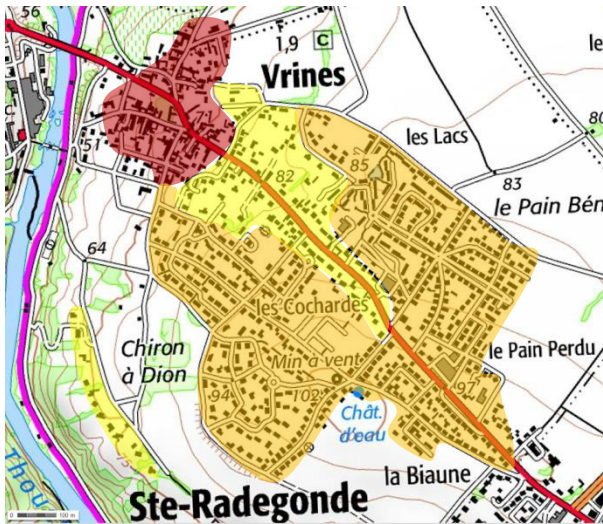 56
1,9 C
le
Vrines
71
51
les Lacs
80
85
82
83
le Pain Bén
64
les Cochardes
Chiron
à Dion
Min à vent
le Pain Perdu
94
102
97
Chât.
d'eau
la Biaune
Thou
Ste-Radegonde
0 100 m